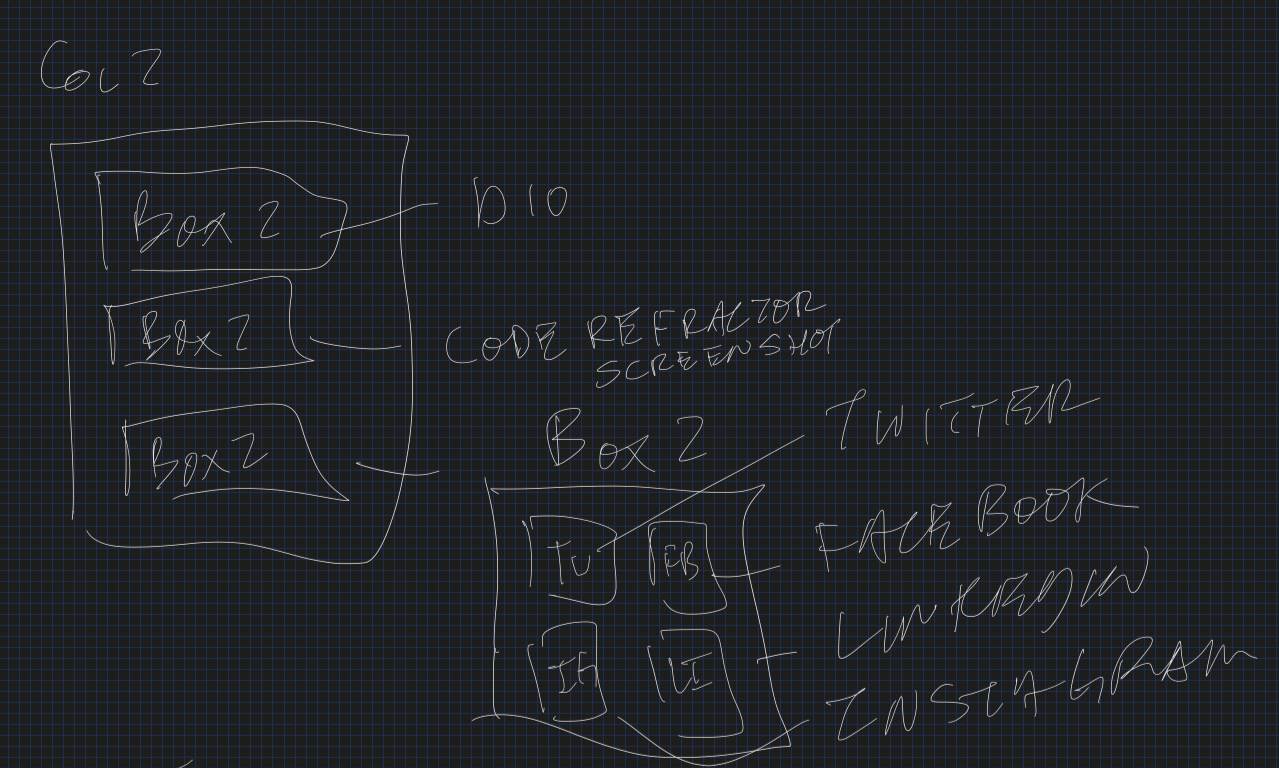 Col 2
Box 2
D10
Box 2
CODE REFRACTOR
SCREENSHOT
Box 2
Box 2
TWITTER
TW
FB
FACEBOOK
IG
LI
LINKEDIN
INSTAGRAM